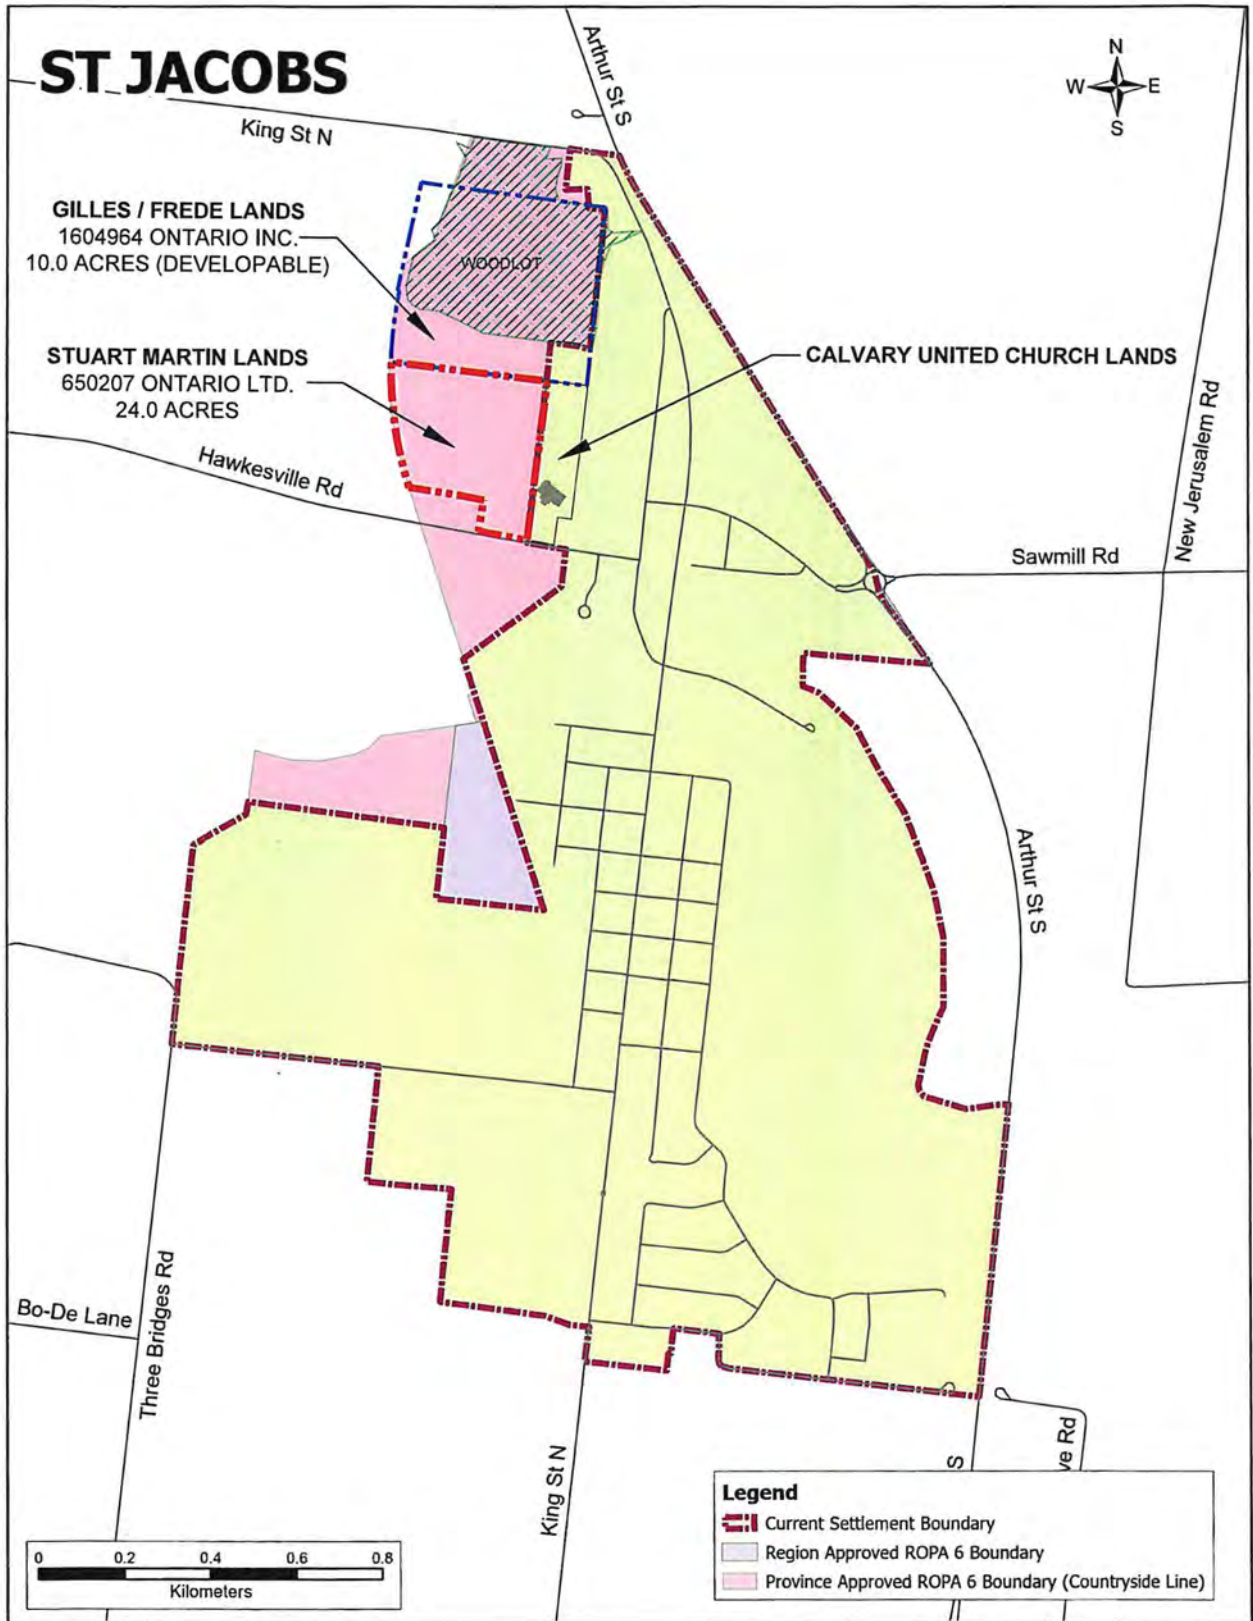 ST JACOBS
Arthur St S
N
W E
S
King St N
GILLES / FREDE LANDS
1604964 ONTARIO INC.
10.0 ACRES (DEVELOPABLE)
WOODLOT
STUART MARTIN LANDS
650207 ONTARIO LTD.
24.0 ACRES
CALVARY UNITED CHURCH LANDS
Hawkesville Rd
New Jerusalem Rd
Sawmill Rd
Arthur St S
Three Bridges Rd
Bo-De Lane
King St N
S
ve Rd
Legend
Current Settlement Boundary
Region Approved ROPA 6 Boundary
Province Approved ROPA 6 Boundary (Countryside Line)
0 0.2 0.4 0.6 0.8
Kilometers